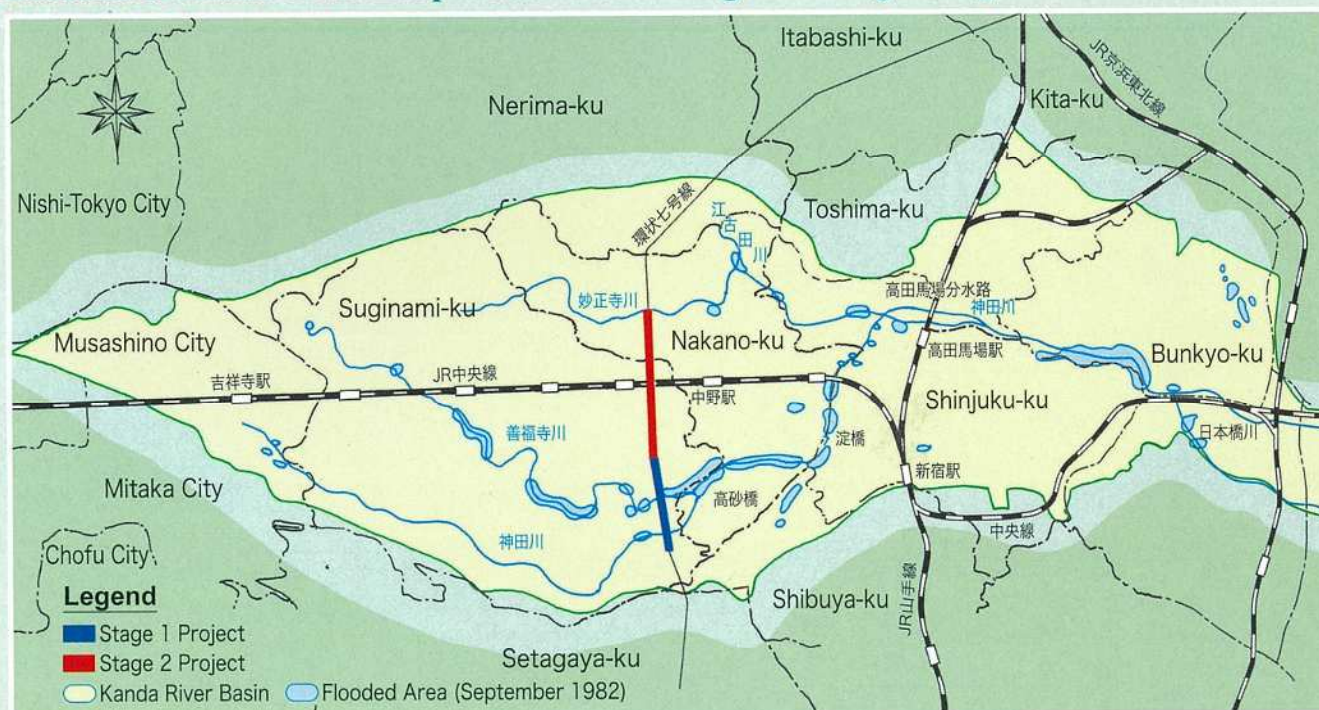 Itabashi-ku
Nerima-ku
Kita-ku
JR京浜東北線
Nishi-Tokyo City
環状七号線
江古田川
Toshima-ku
Suginami-ku
妙正寺川
高田馬場分水路
神田川
Musashino City
Nakano-ku
高田馬場駅
Bunkyo-ku
吉祥寺駅
JR中央線
中野駅
Shinjuku-ku
善福寺川
淀橋
日本橋川
新宿駅
Mitaka City
高砂橋
神田川
中央線
Chofu City
JR山手線
Shibuya-ku
Setagaya-ku
Legend
Stage 1 Project
Stage 2 Project
Kanda River Basin
Flooded Area (September 1982)